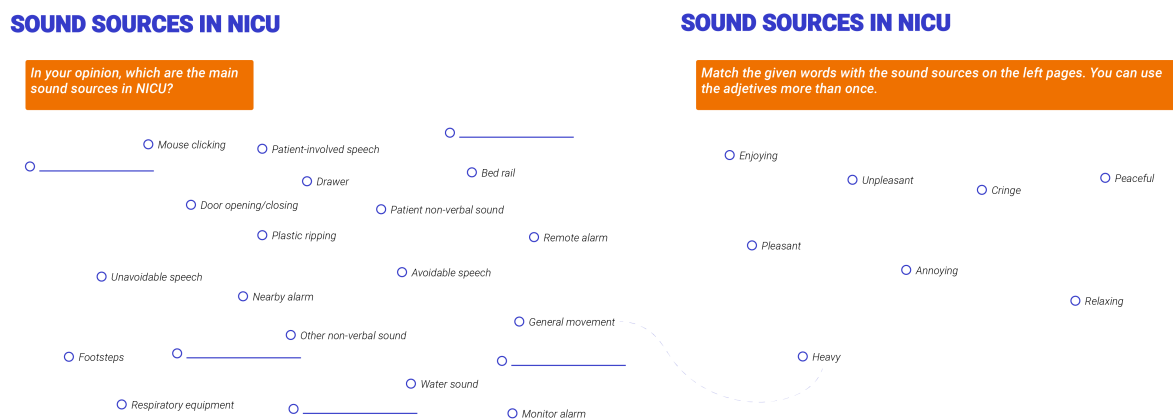 SOUND SOURCES IN NICU
In your opinion, which are the main
sound sources in NICU?
Mouse clicking
Patient-involved speech
Drawer
Bed rail
Door opening/closing
Patient non-verbal sound
Plastic ripping
Remote alarm
Unavoidable speech
Avoidable speech
Nearby alarm
General movement
Other non-verbal sound
Footsteps
Water sound
Respiratory equipment
Monitor alarm
SOUND SOURCES IN NICU
Match the given words with the sound sources on the left pages. You can use
the adjetives more than once.
Enjoying
Unpleasant
Cringe
Peaceful
Pleasant
Annoying
Relaxing
Heavy